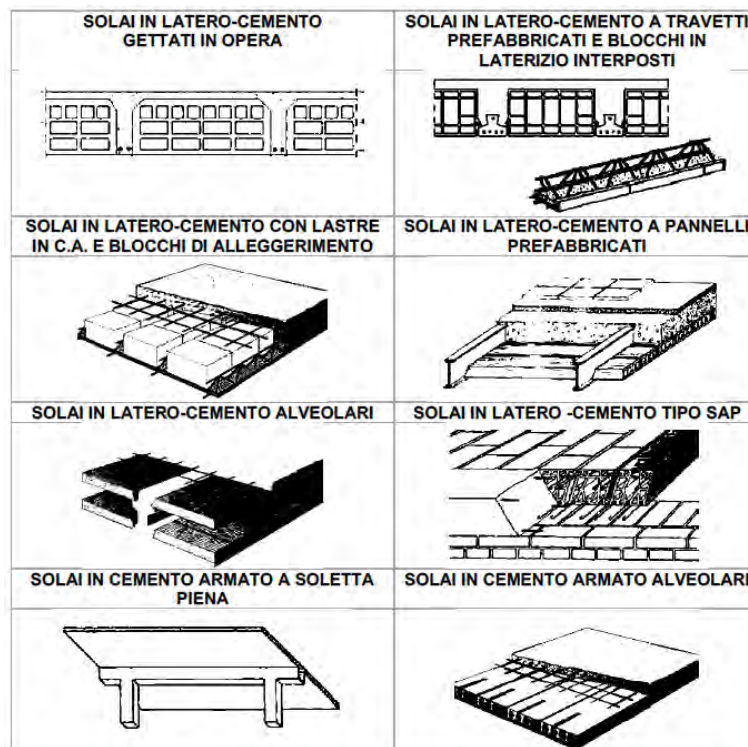 SOLAI IN LATERO-CEMENTO
GETTATI IN OPERA
SOLAI IN LATERO-CEMENTO A TRAVETTI
PREFABBRICATI E BLOCCHI IN
LATERIZIO INTERPOSTI
SOLAI IN LATERO-CEMENTO CON LASTRE
IN C.A. E BLOCCHI DI ALLEGGERIMENTO
SOLAI IN LATERO-CEMENTO A PANNELLI
PREFABBRICATI
SOLAI IN LATERO-CEMENTO ALVEOLARI
SOLAI IN LATERO -CEMENTO TIPO SAP
SOLAI IN CEMENTO ARMATO A SOLETTA
PIENA
SOLAI IN CEMENTO ARMATO ALVEOLARI